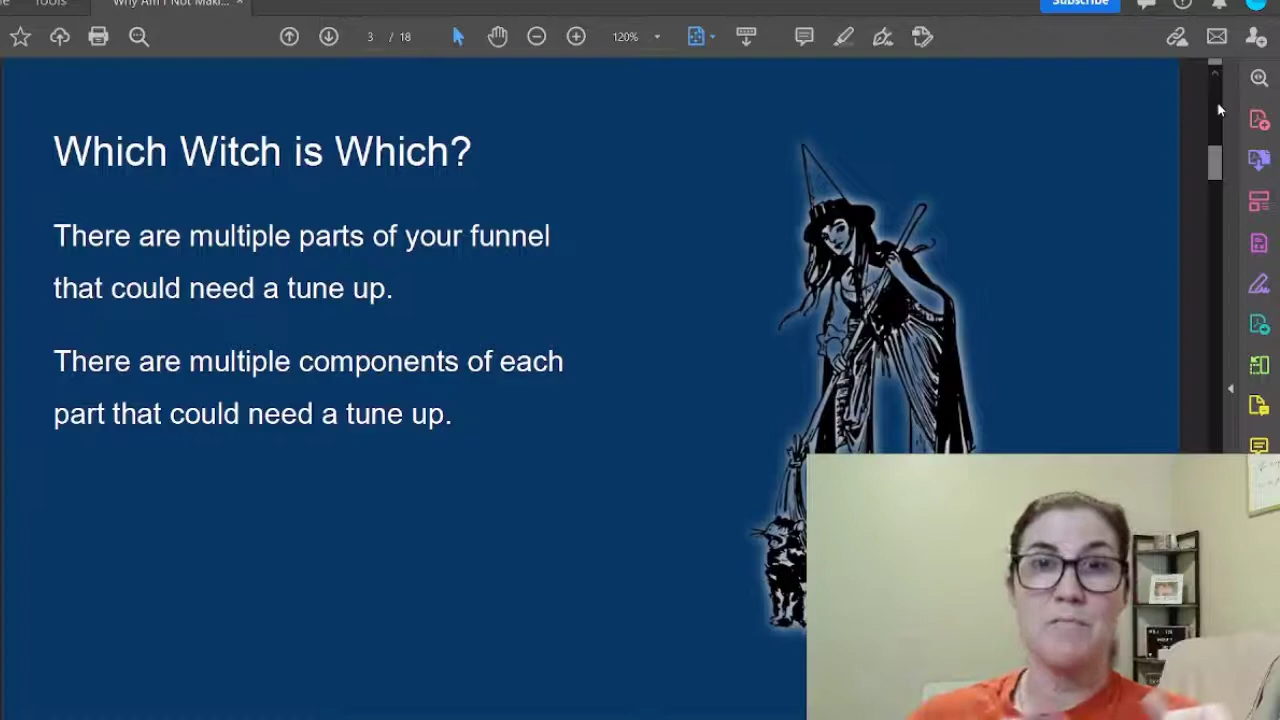 Tools
Why Am I Not Maki...
Subscribe
3 / 18
120%
Which Witch is Which?
There are multiple parts of your funnel
that could need a tune up.
There are multiple components of each
part that could need a tune up.